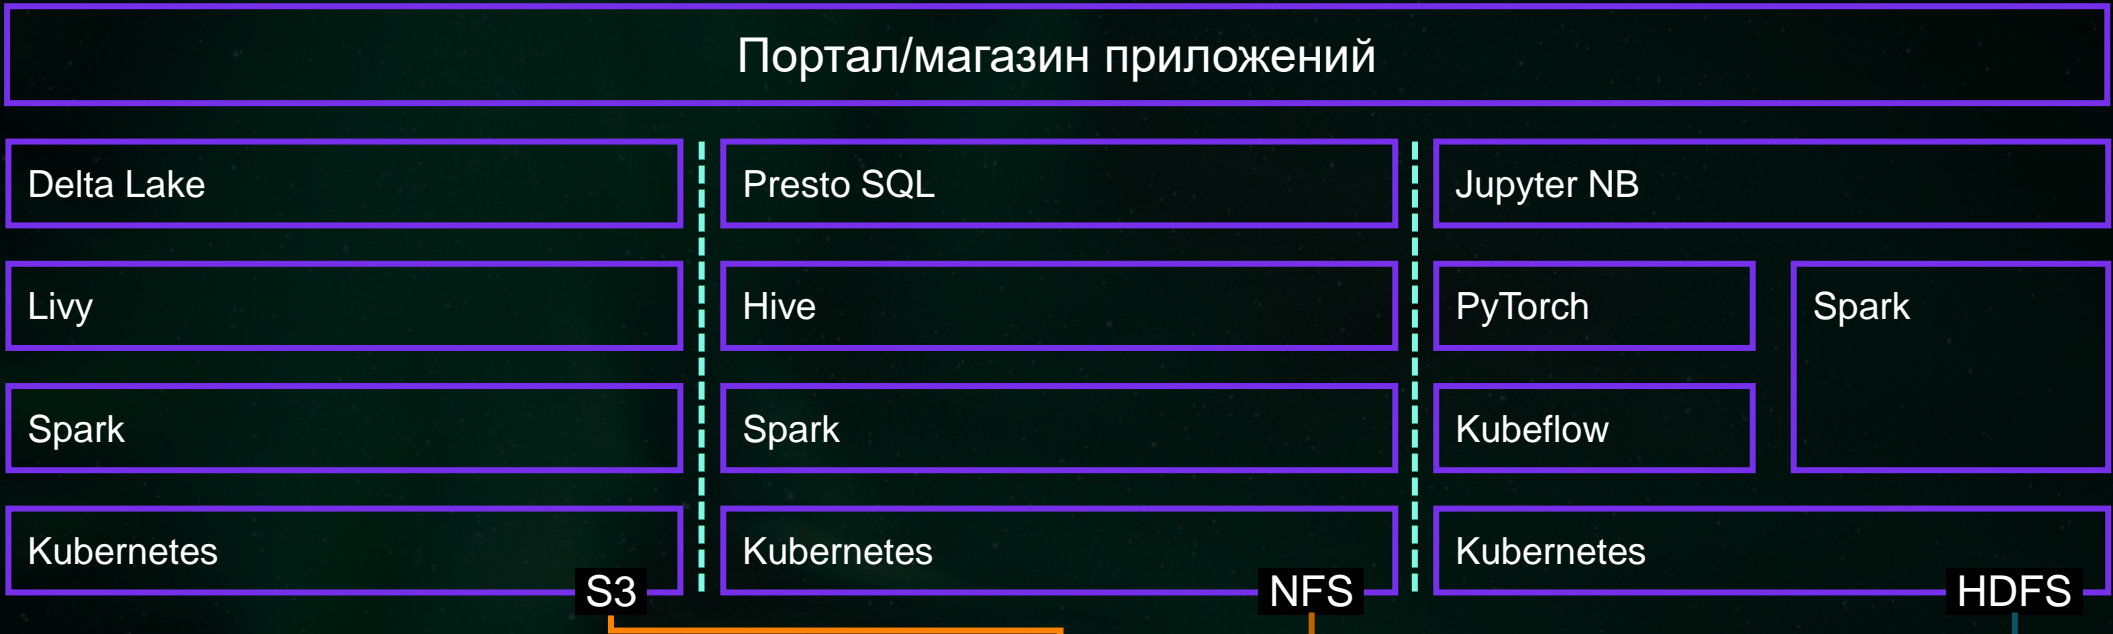 Портал/магазин приложений
Delta Lake
Presto SQL
Jupyter NB
Livy
Hive
PyTorch
Spark
Spark
Spark
Kubeflow
Kubernetes
Kubernetes
Kubernetes
S3
NFS
HDFS